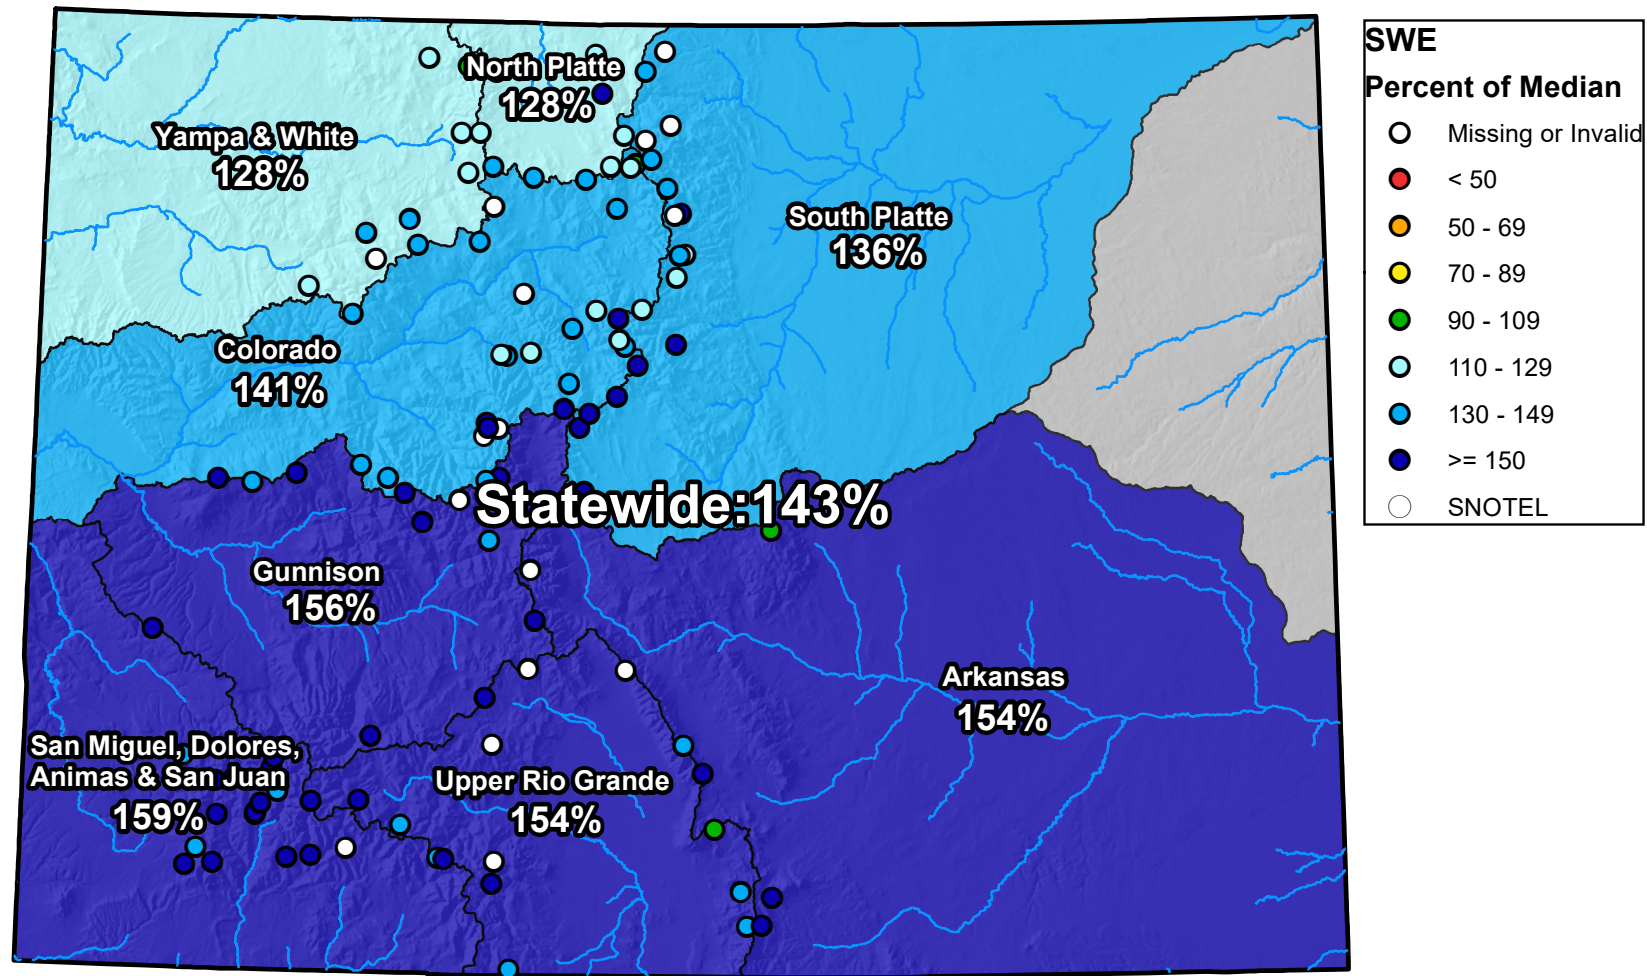 North Platte
128%
Yampa & White
128%
South Platte
136%
Colorado
141%
Statewide:143%
Gunnison
156%
Arkansas
154%
San Miguel, Dolores,
Animas & San Juan
159%
Upper Rio Grande
154%
SWE
Percent of Median
Missing or Invalid
< 50
50 - 69
70 - 89
90 - 109
110 - 129
130 - 149
>= 150
SNOTEL